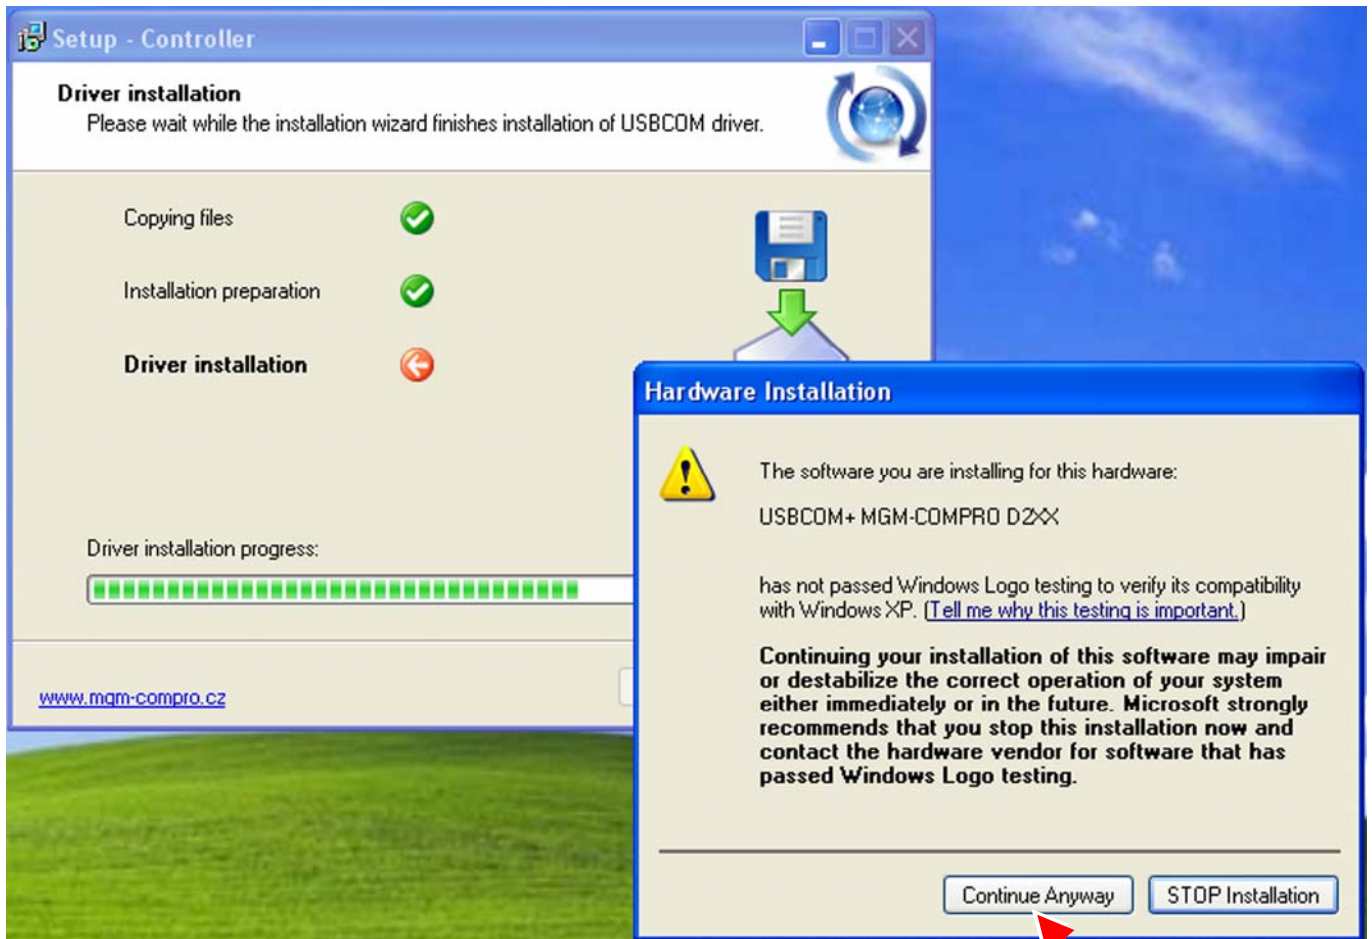 Setup - Controller
Driver installation
Please wait while the installation wizard finishes installation of USBCOM driver.
Copying files
Installation preparation
Driver installation
Driver installation progress:
www.mgm-compro.cz
Hardware Installation
The software you are installing for this hardware:
USBCOM+ MGM-COMPRO D2XX
has not passed Windows Logo testing to verify its compatibility
with Windows XP. (Tell me why this testing is important.)
Continuing your installation of this software may impair
or destabilize the correct operation of your system
either immediately or in the future. Microsoft strongly
recommends that you stop this installation now and
contact the hardware vendor for software that has
passed Windows Logo testing.
Continue Anyway
STOP Installation